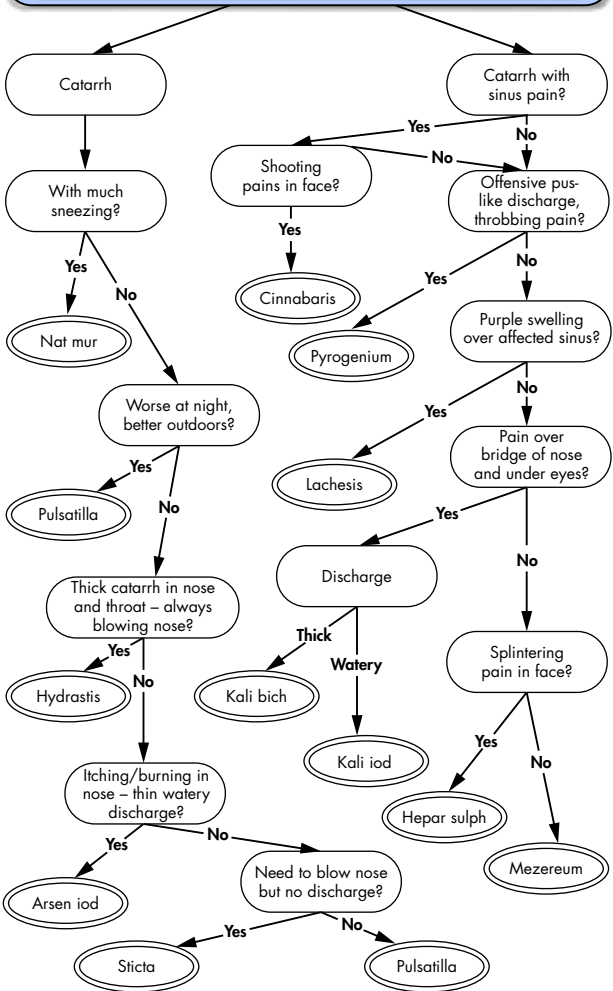 Catarrh
Catarrh with
sinus pain?
Yes
No
Shooting
pains in face?
No
Offensive pus-
like discharge,
throbbing pain?
With much
sneezing?
Yes
Yes
No
No
Yes
Cinnabaris
Nat mur
Pyrogenium
Purple swelling
over affected sinus?
No
Worse at night,
better outdoors?
Yes
Pain over
bridge of nose
and under eyes?
Yes
Lachesis
Pulsatilla
No
Yes
No
Discharge
Thick catarrh in nose
and throat – always
blowing nose?
Thick
Yes
Watery
Splintering
pain in face?
No
Hydrastis
Kali bich
Yes
No
Kali iod
Itching/burning in
nose – thin watery
discharge?
Hepar sulph
No
Yes
Mezereum
Need to blow nose
but no discharge?
Arsen iod
Yes
No
Sticta
Pulsatilla